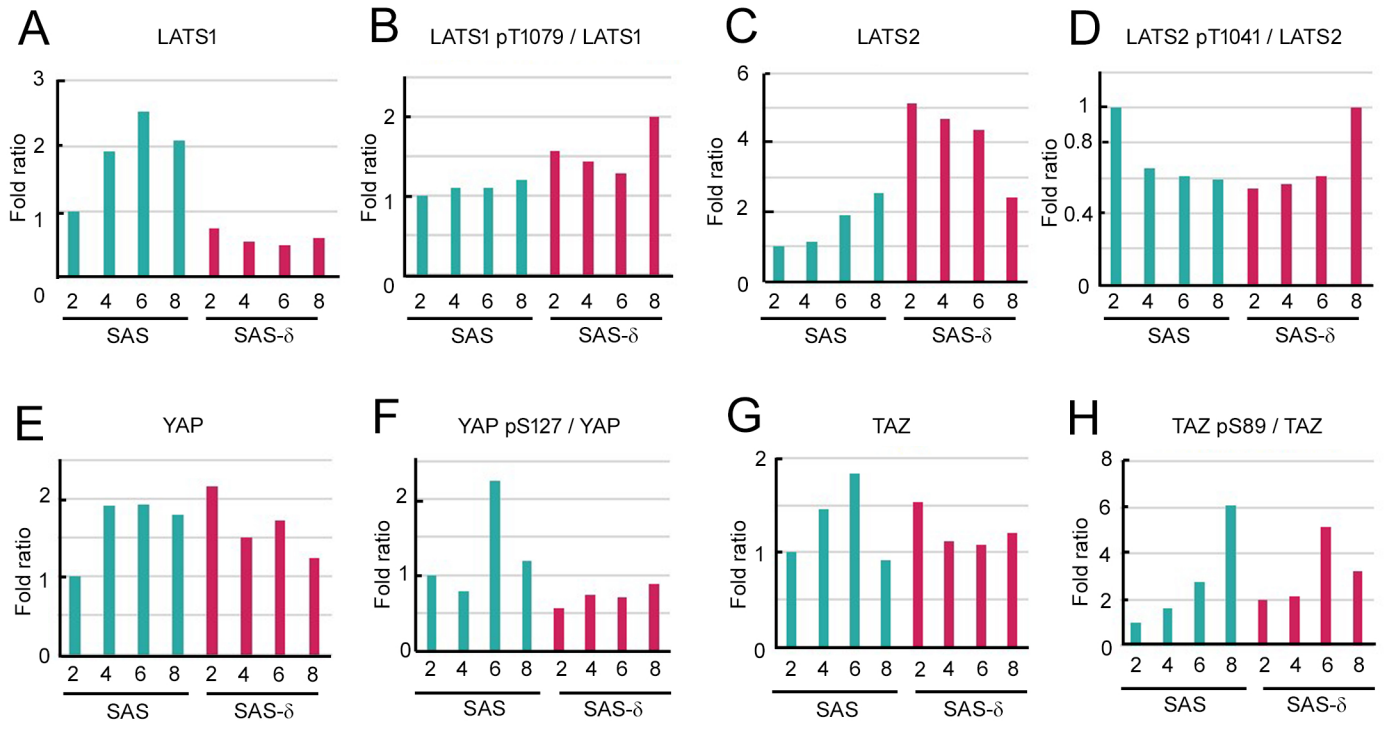 A
LATS1
Fold ratio
3
2
1
0
2 4 6 8 2 4 6 8
SAS SAS-δ
B
LATS1 pT1079 / LATS1
Fold ratio
2
1
0
2 4 6 8 2 4 6 8
SAS SAS-δ
C
LATS2
Fold ratio
6
4
2
0
2 4 6 8 2 4 6 8
SAS SAS-δ
D
LATS2 pT1041 / LATS2
Fold ratio
1
0.8
0.4
0
2 4 6 8 2 4 6 8
SAS SAS-δ
E
YAP
Fold ratio
2
1
0
2 4 6 8 2 4 6 8
SAS SAS-δ
F
YAP pS127 / YAP
Fold ratio
2
1
0
2 4 6 8 2 4 6 8
SAS SAS-δ
G
TAZ
Fold ratio
2
1
0
2 4 6 8 2 4 6 8
SAS SAS-δ
H
TAZ pS89 / TAZ
Fold ratio
8
6
4
2
0
2 4 6 8 2 4 6 8
SAS SAS-δ